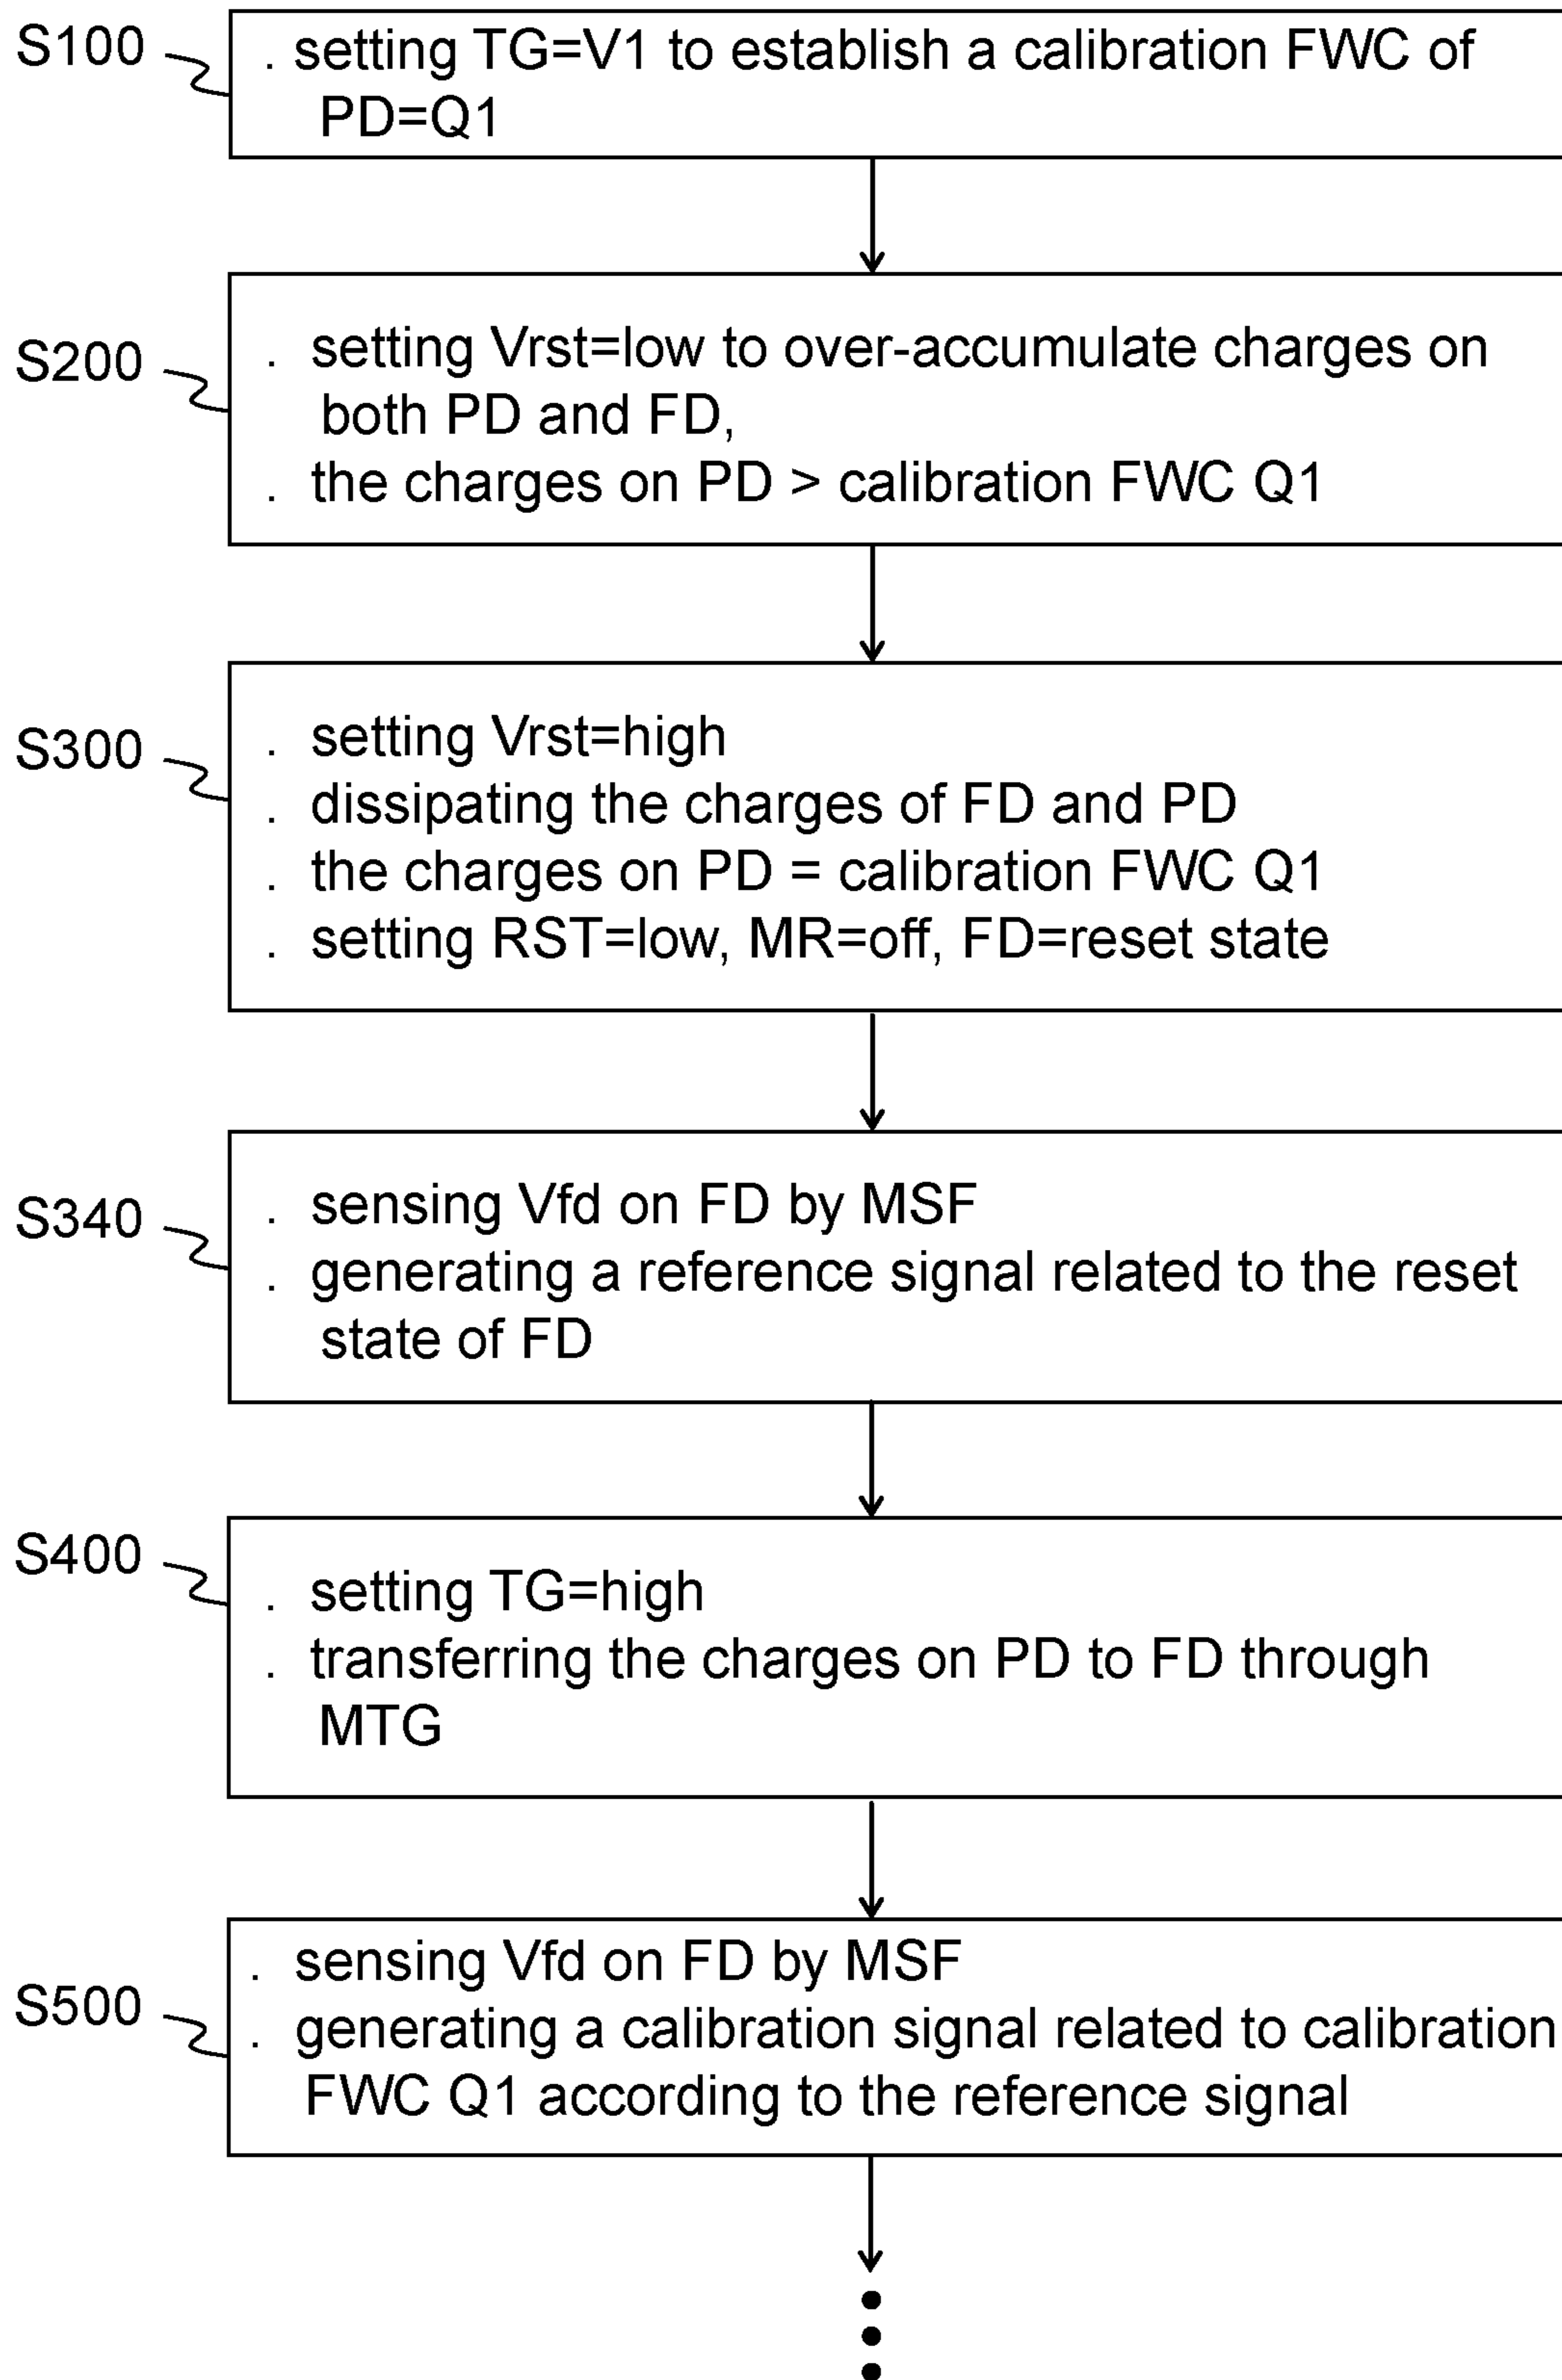 S100
. setting TG=V1 to establish a calibration FWC of
PD=Q1
S200
. setting Vrst=low to over-accumulate charges on
both PD and FD,
. the charges on PD > calibration FWC Q1
S300
. setting Vrst=high
. dissipating the charges of FD and PD
. the charges on PD = calibration FWC Q1
. setting RST=low, MR=off, FD=reset state
S340
. sensing Vfd on FD by MSF
. generating a reference signal related to the reset
state of FD
S400
. setting TG=high
. transferring the charges on PD to FD through
MTG
S500
. sensing Vfd on FD by MSF
. generating a calibration signal related to calibration
FWC Q1 according to the reference signal